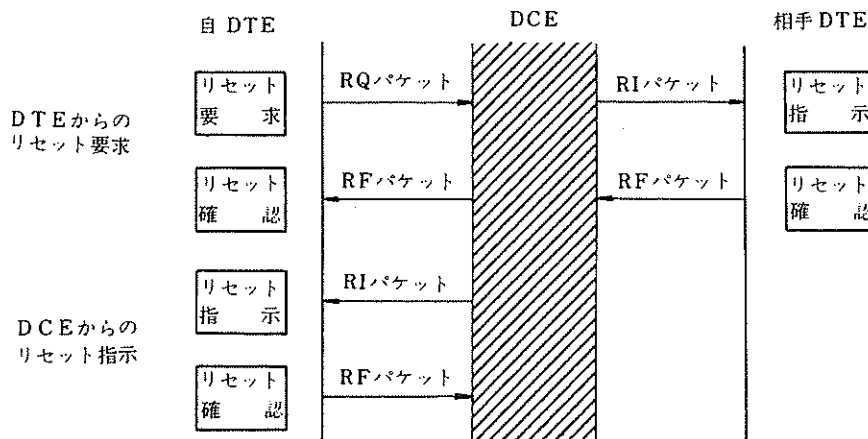 自 DTE
DCE
相手 DTE
DTEからの
リセット要求
リセット
要 求
RQパケット
RIパケット
リセット
指 示
リセット
確 認
RFパケット
RFパケット
リセット
確 認
DCEからの
リセット指示
リセット
指 示
RIパケット
リセット
確 認
RFパケット